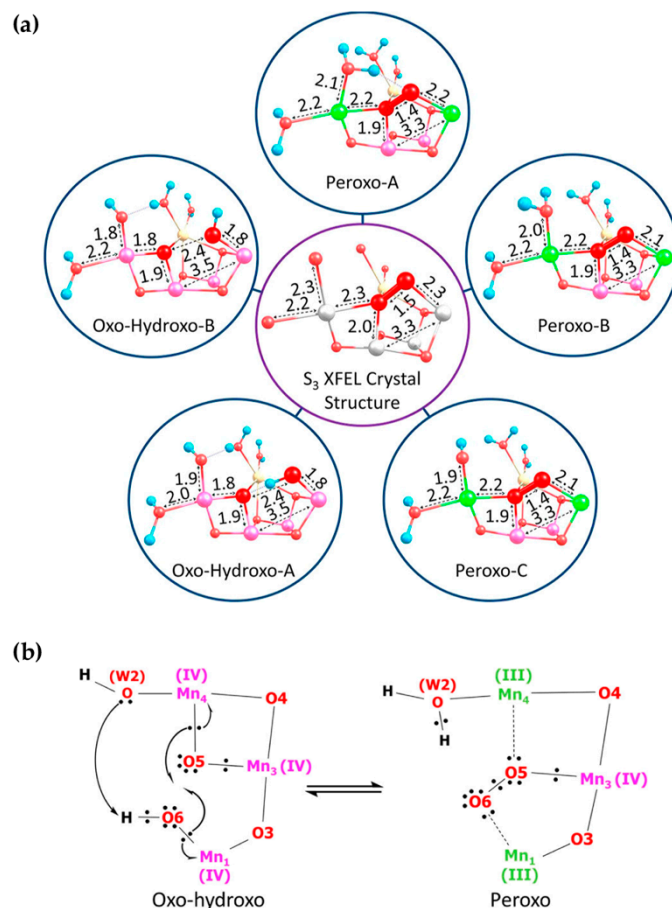 (a)
2.1
2.2 2.2 2.2
1.4
1.9 3.3
Peroxo-A
1.8 1.8
2.2 1.8 2.4
1.9 3.5
Oxo-Hydroxo-B
2.0
2.2 2.2 2.1
1.4
1.9 3.3
Peroxo-B
2.3 2.3 2.3
2.2 1.5
2.0 3.3
S₃ XFEL Crystal
Structure
1.9 1.8
2.0 1.8 2.4
1.9 3.5
Oxo-Hydroxo-A
1.9
2.2 2.2 2.1
1.4
1.9 3.3
Peroxo-C
(b)
H (W2) (IV)
O Mn₄ O4
O5 Mn₃ (IV)
H O6
O3
Mn₁
(IV)
Oxo-hydroxo
(W2) (III)
H O Mn₄ O4
H
O5 Mn₃ (IV)
O6
O3
Mn₁
(III)
Peroxo